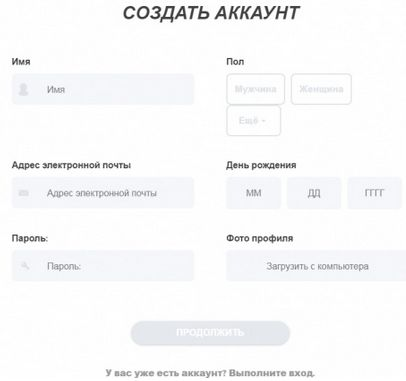 СОЗДАТЬ АККАУНТ
Имя
Пол
Имя
Мужчина
Женщина
Ещё
Адрес электронной почты
День рождения
Адрес электронной почты
ММ
ДД
ГГГГ
Пароль:
Фото профиля
Пароль:
Загрузить с компьютера
ПРОДОЛЖИТЬ
У вас уже есть аккаунт? Выполните вход.